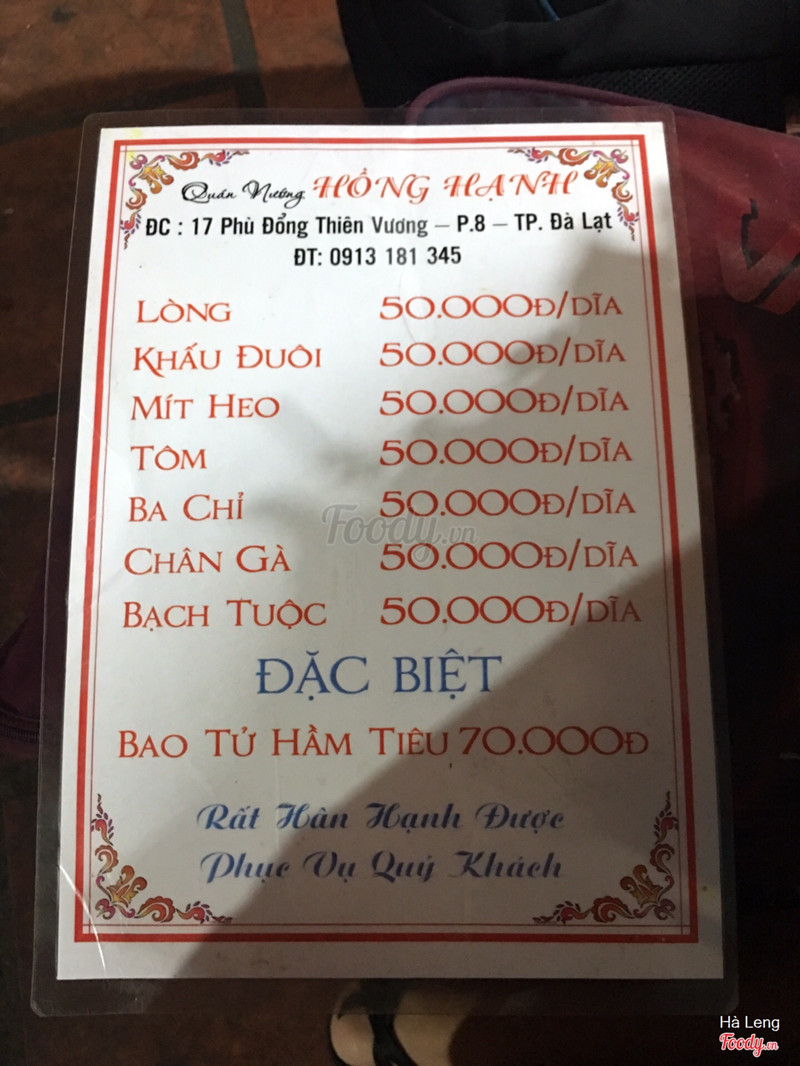 Quán Nướng HỒNG HẠNH
ĐC : 17 Phù Đổng Thiên Vương – P.8 – TP. Đà Lạt
ĐT: 0913 181 345
LÒNG 50.000Đ/DĨA
KHẤU ĐUÔI 50.000Đ/DĨA
MÍT HEO 50.000Đ/DĨA
TÔM 50.000Đ/DĨA
BA CHỈ 50.000Đ/DĨA
Foody.vn
CHÂN GÀ 50.000Đ/DĨA
BẠCH TUỘC 50.000Đ/DĨA
ĐẶC BIỆT
BAO TỬ HẦM TIÊU 70.000Đ
Rất Hân Hạnh Được
Phục Vụ Quý Khách
Hà Leng
Foody.vn